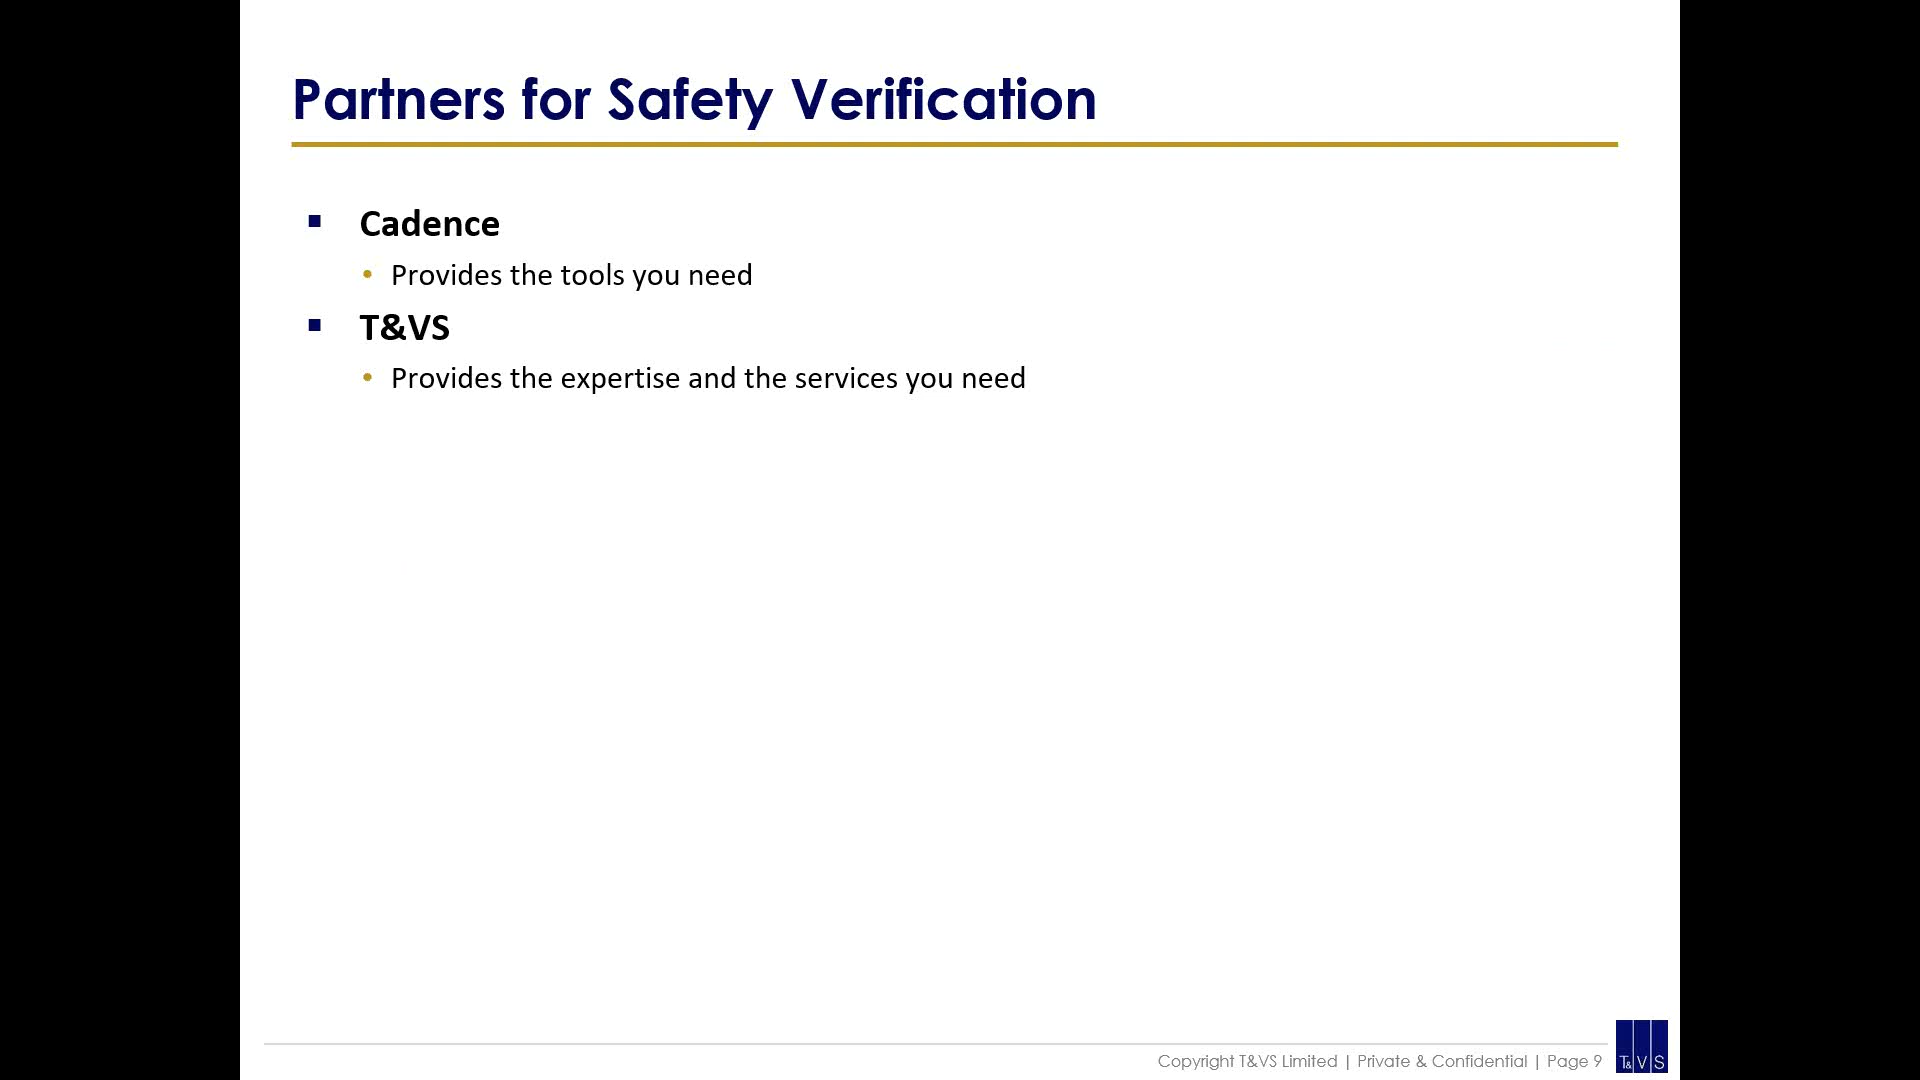 Partners for Safety Verification
Cadence
Provides the tools you need
T&VS
Provides the expertise and the services you need
Copyright T&VS Limited | Private & Confidential | Page 9
T&VS